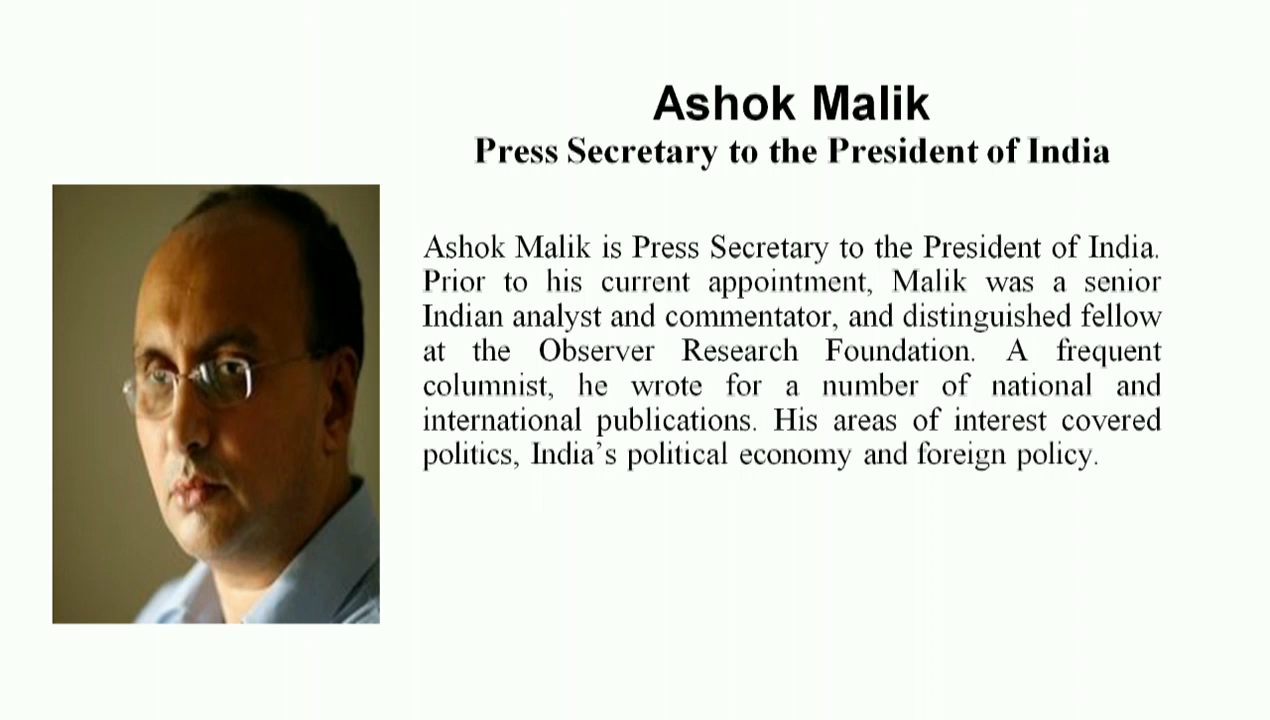 Ashok Malik
Press Secretary to the President of India
Ashok Malik is Press Secretary to the President of India.
Prior to his current appointment, Malik was a senior
Indian analyst and commentator, and distinguished fellow
at the Observer Research Foundation. A frequent
columnist, he wrote for a number of national and
international publications. His areas of interest covered
politics, India’s political economy and foreign policy.